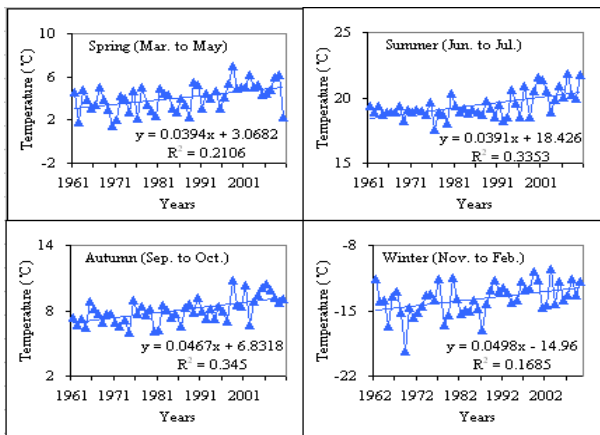 Spring (Mar. to May)
Temperature (℃)
10
6
2
-2
y = 0.0394x + 3.0682
R² = 0.2106
1961 1971 1981 1991 2001
Years
Summer (Jun. to Jul.)
Temperature (℃)
25
20
15
y = 0.0391x + 18.426
R² = 0.3353
1961 1971 1981 1991 2001
Years
Autumn (Sep. to Oct.)
Temperature (℃)
14
8
2
y = 0.0467x + 6.8318
R² = 0.345
1961 1971 1981 1991 2001
Years
Winter (Nov. to Feb.)
Temperature (℃)
-8
-15
-22
y = 0.0498x - 14.96
R² = 0.1685
1962 1972 1982 1992 2002
Years